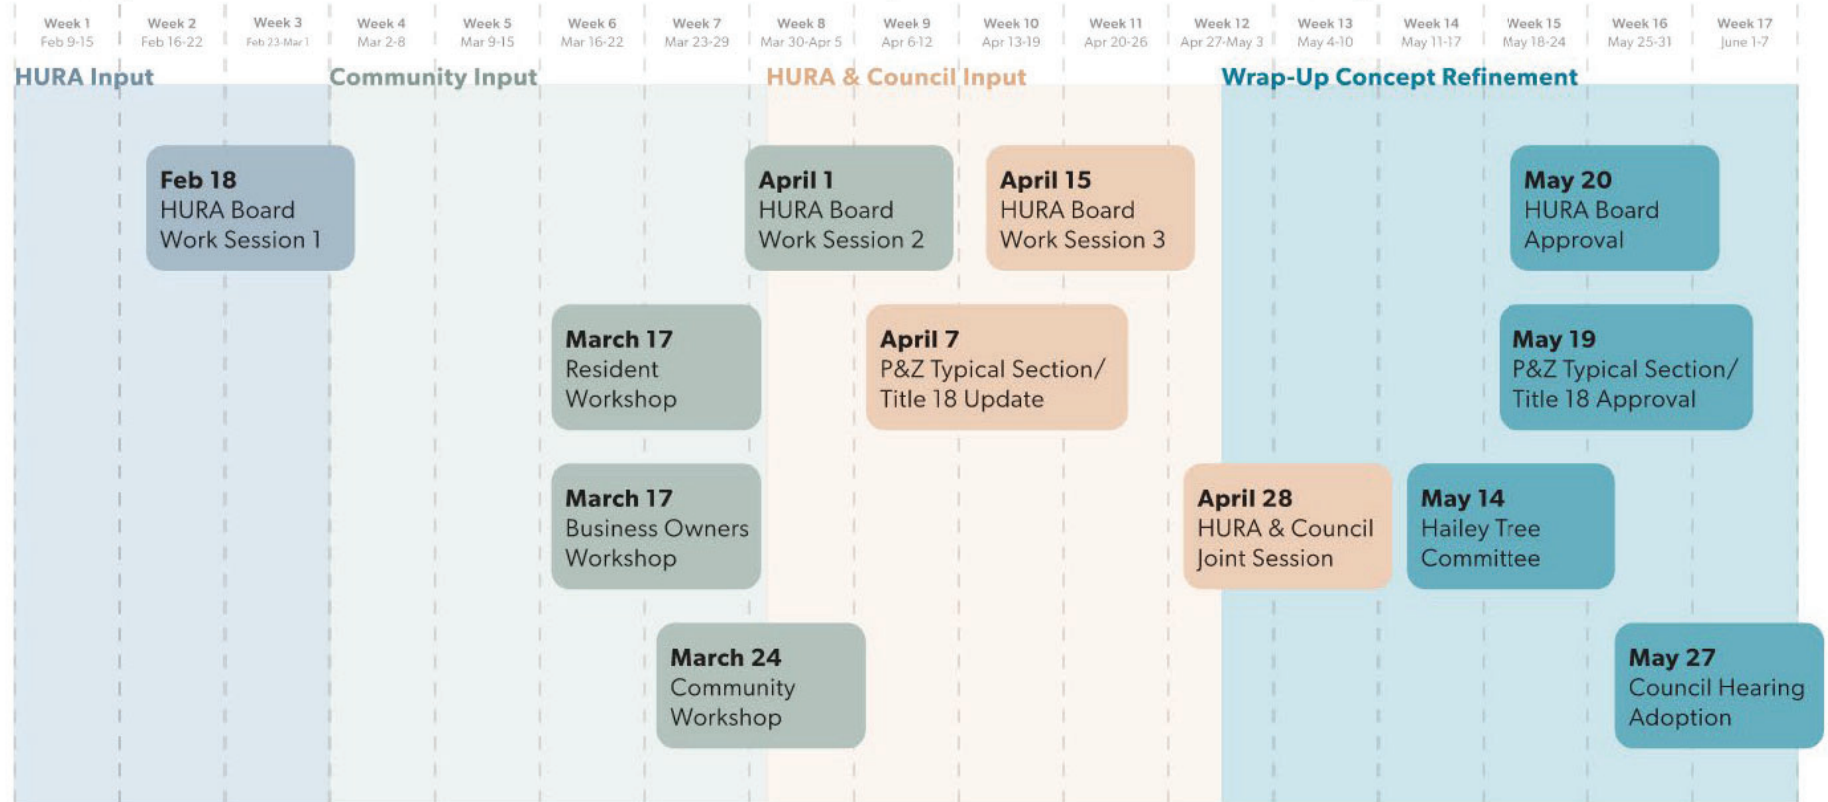 Week 1 Week 2 Week 3 Week 4 Week 5 Week 6 Week 7 Week 8 Week 9 Week 10 Week 11 Week 12 Week 13 Week 14 Week 15 Week 16 Week 17
Feb 9-15 Feb 16-22 Feb 23-Mar 1 Mar 2-8 Mar 9-15 Mar 16-22 Mar 23-29 Mar 30-Apr 5 Apr 6-12 Apr 13-19 Apr 20-26 Apr 27-May 3 May 4-10 May 11-17 May 18-24 May 25-31 June 1-7
HURA Input Community Input HURA & Council Input Wrap-Up Concept Refinement
Feb 18
HURA Board
Work Session 1
April 1
HURA Board
Work Session 2
April 15
HURA Board
Work Session 3
May 20
HURA Board
Approval
March 17
Resident
Workshop
April 7
P&Z Typical Section/
Title 18 Update
May 19
P&Z Typical Section/
Title 18 Approval
March 17
Business Owners
Workshop
April 28
HURA & Council
Joint Session
May 14
Hailey Tree
Committee
March 24
Community
Workshop
May 27
Council Hearing
Adoption